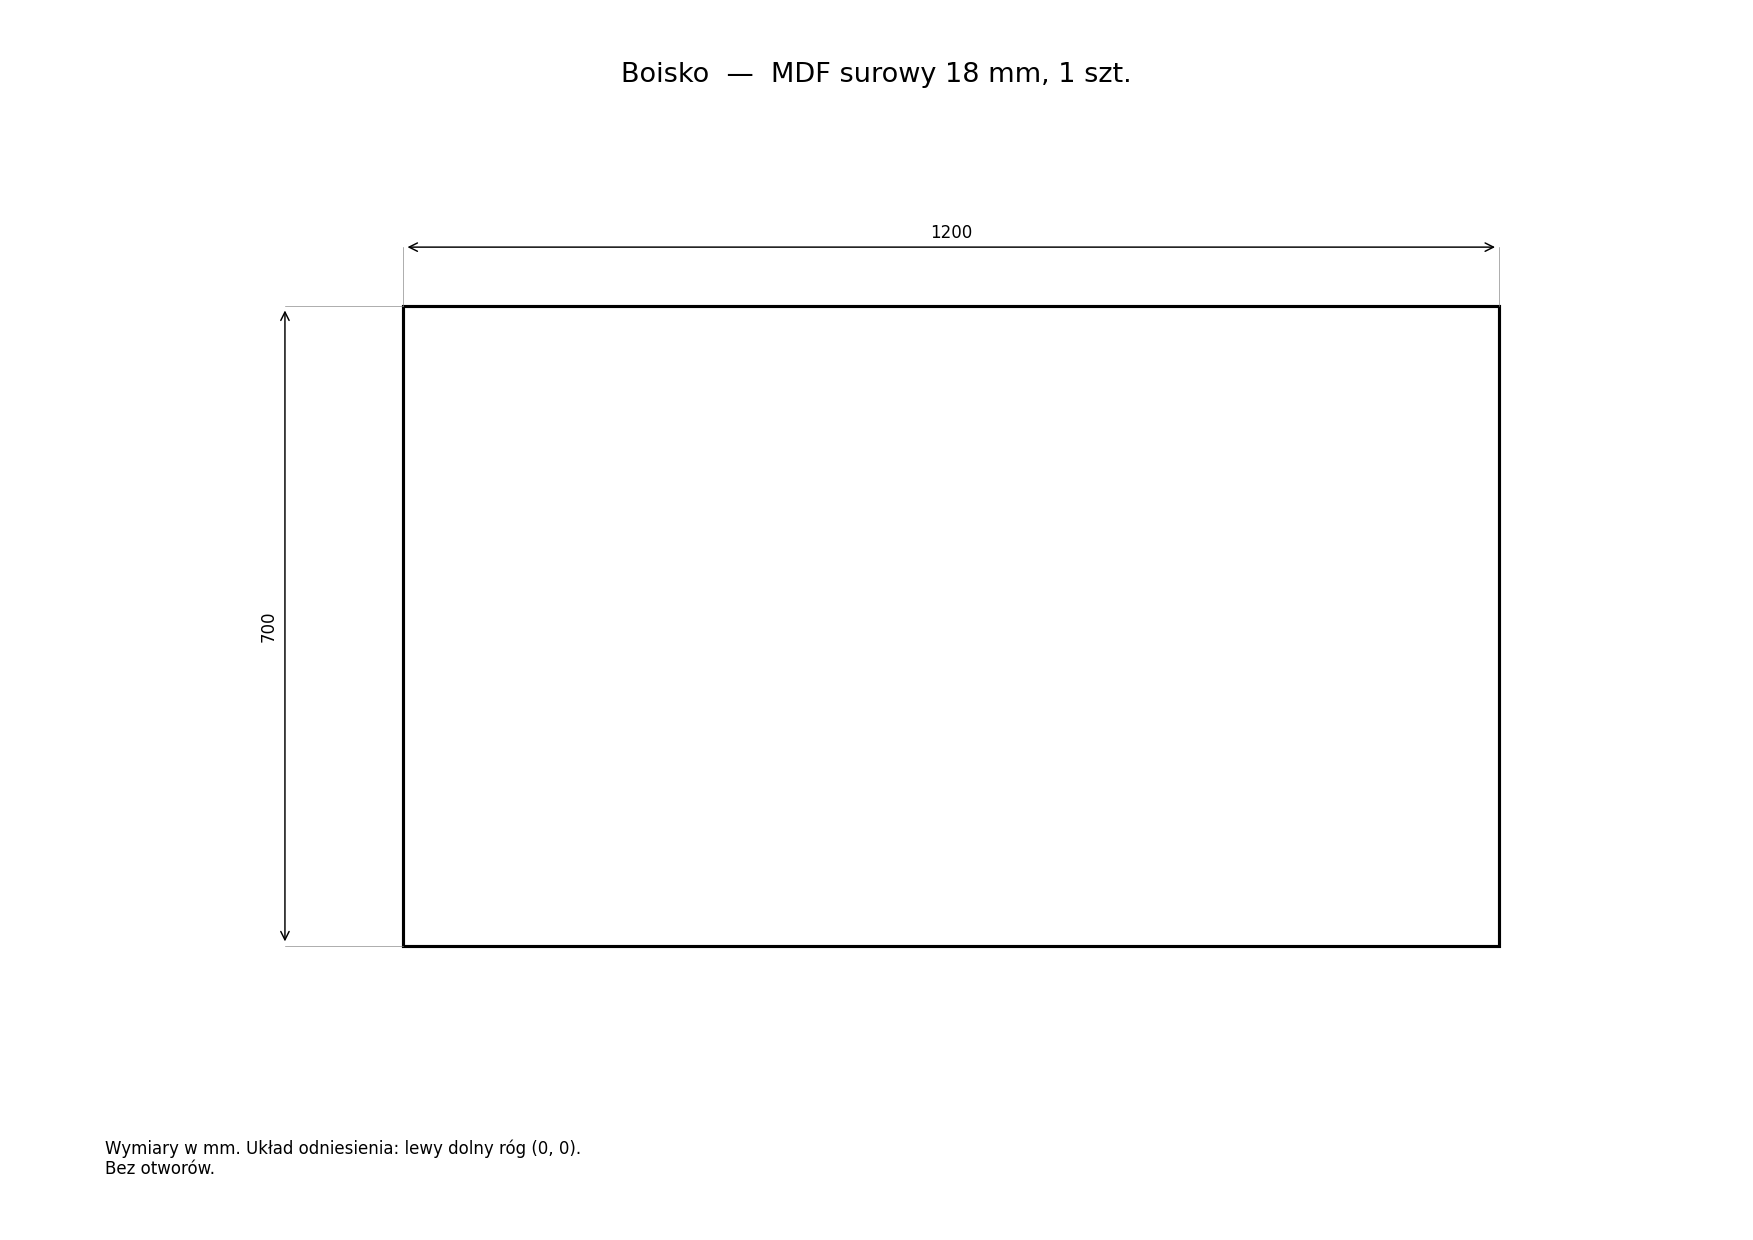 Boisko — MDF surowy 18 mm, 1 szt.
1200
700
Wymiary w mm. Układ odniesienia: lewy dolny róg (0, 0).
Bez otworów.